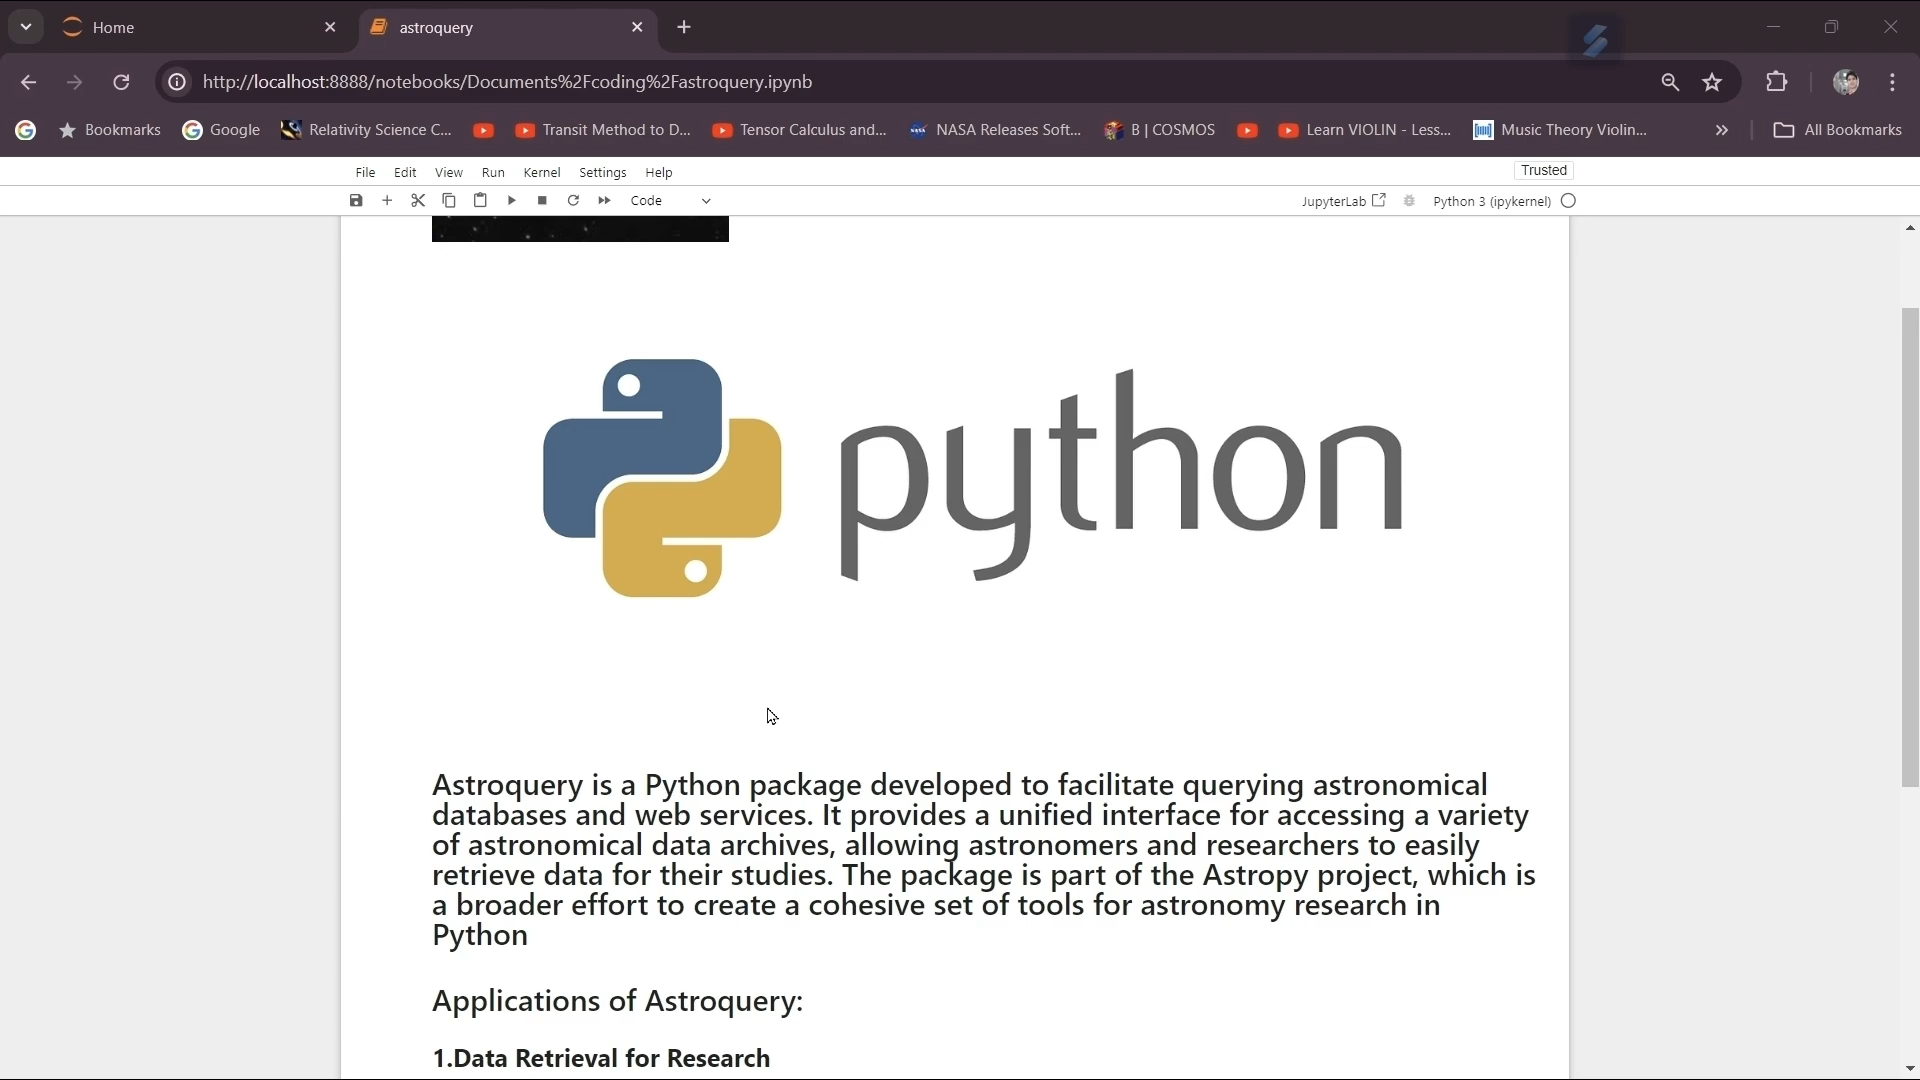 Home
astroquery
http://localhost:8888/notebooks/Documents%2Fcoding%2Fastroquery.ipynb
Bookmarks
Google
Relativity Science C...
Transit Method to D...
Tensor Calculus and...
NASA Releases Soft...
B | COSMOS
Learn VIOLIN - Less...
Music Theory Violin...
»
All Bookmarks
File Edit View Run Kernel Settings Help
Trusted
Code
JupyterLab
Python 3 (ipykernel)
python
Astroquery is a Python package developed to facilitate querying astronomical
databases and web services. It provides a unified interface for accessing a variety
of astronomical data archives, allowing astronomers and researchers to easily
retrieve data for their studies. The package is part of the Astropy project, which is
a broader effort to create a cohesive set of tools for astronomy research in
Python
Applications of Astroquery:
1.Data Retrieval for Research